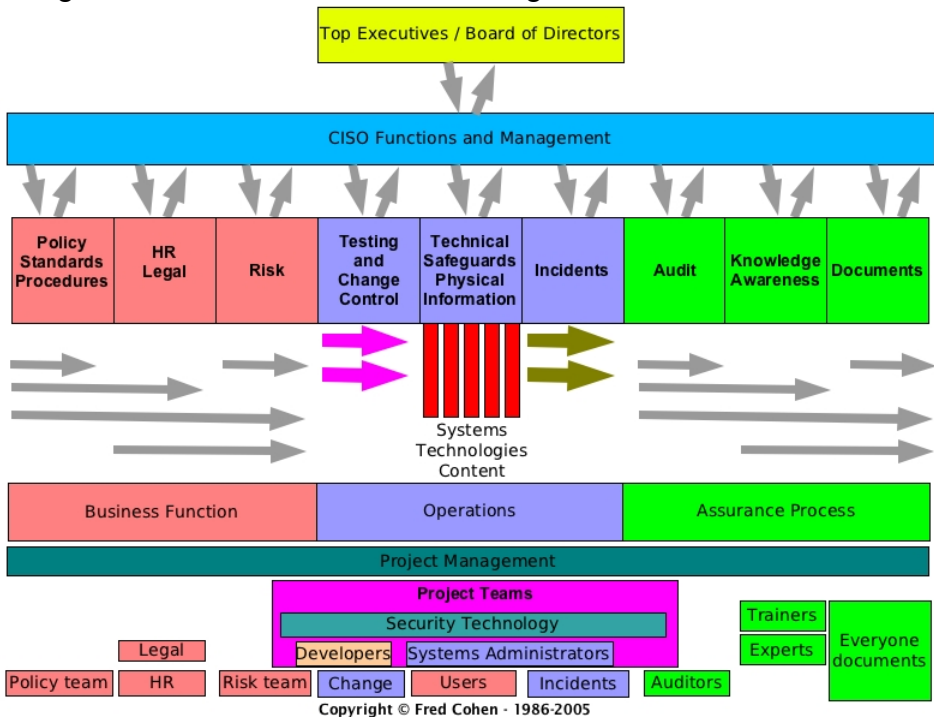 Top Executives / Board of Directors
CISO Functions and Management
Policy
Standards
Procedures
HR
Legal
Risk
Testing
and
Change
Control
Technical
Safeguards
Physical
Information
Incidents
Audit
Knowledge
Awareness
Documents
Systems
Technologies
Content
Business Function
Operations
Assurance Process
Project Management
Project Teams
Security Technology
Developers
Systems Administrators
Trainers
Experts
Everyone
documents
Legal
Policy team
HR
Risk team
Change
Users
Incidents
Auditors
Copyright © Fred Cohen - 1986-2005